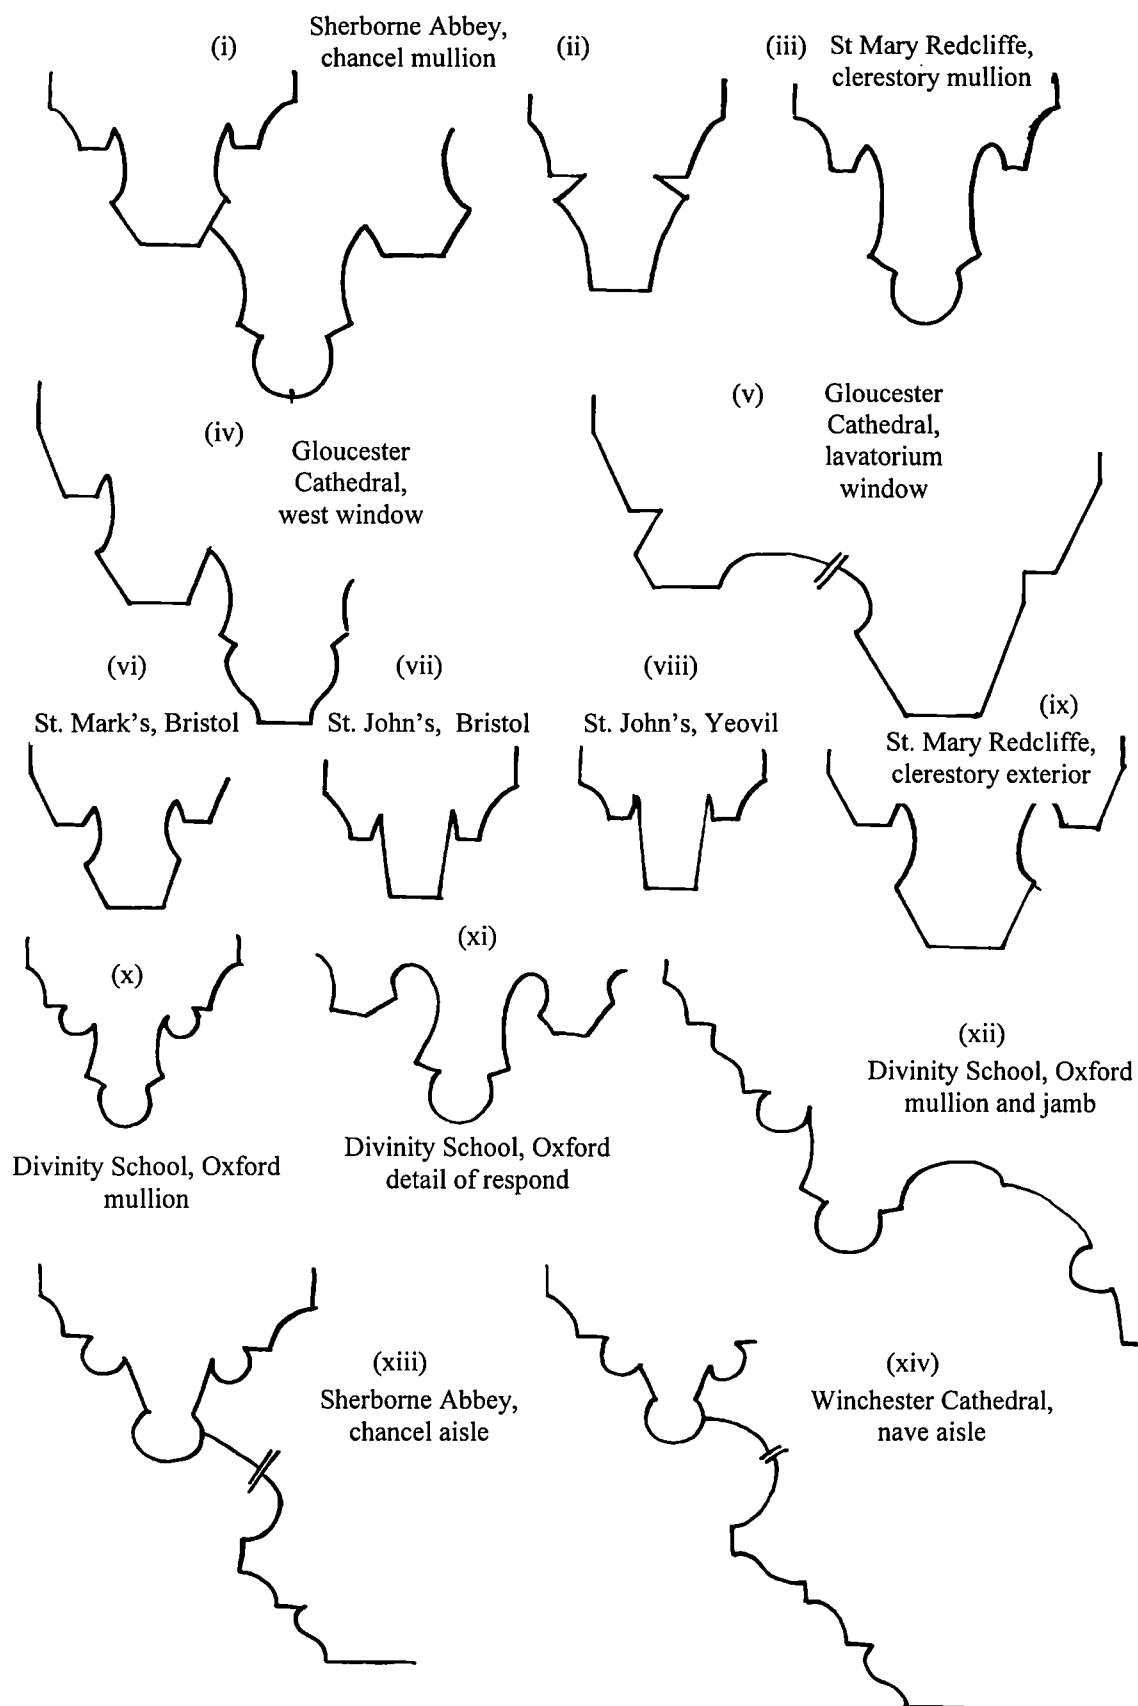 (i)
Sherborne Abbey,
chancel mullion
(ii)
(iii)
St Mary Redcliffe,
clerestory mullion
(iv)
Gloucester
Cathedral,
west window
(v)
Gloucester
Cathedral,
lavatorium
window
(vi)
St. Mark's, Bristol
(vii)
St. John's, Bristol
(viii)
St. John's, Yeovil
(ix)
St. Mary Redcliffe,
clerestory exterior
(x)
Divinity School, Oxford
mullion
(xi)
Divinity School, Oxford
detail of respond
(xii)
Divinity School, Oxford
mullion and jamb
(xiii)
Sherborne Abbey,
chancel aisle
(xiv)
Winchester Cathedral,
nave aisle